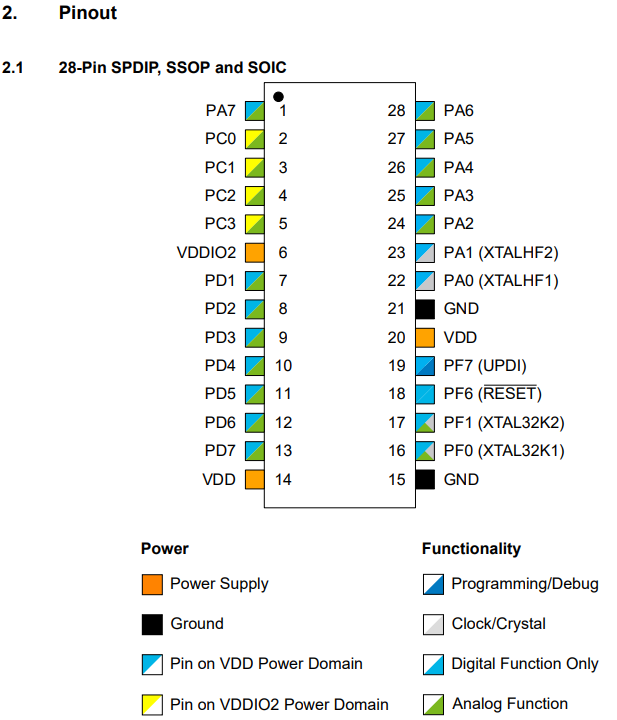 2. Pinout
2.1 28-Pin SPDIP, SSOP and SOIC
PA7 1 28 PA6
PC0 2 27 PA5
PC1 3 26 PA4
PC2 4 25 PA3
PC3 5 24 PA2
VDDIO2 6 23 PA1 (XTALHF2)
PD1 7 22 PA0 (XTALHF1)
PD2 8 21 GND
PD3 9 20 VDD
PD4 10 19 PF7 (UPDI)
PD5 11 18 PF6 (RESET)
PD6 12 17 PF1 (XTAL32K2)
PD7 13 16 PF0 (XTAL32K1)
VDD 14 15 GND
Power Functionality
Power Supply Programming/Debug
Ground Clock/Crystal
Pin on VDD Power Domain Digital Function Only
Pin on VDDIO2 Power Domain Analog Function